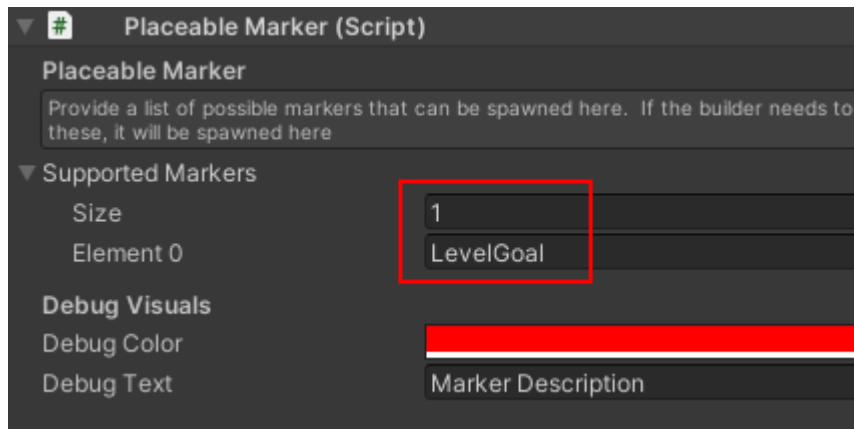 # Placeable Marker (Script)
Placeable Marker
Provide a list of possible markers that can be spawned here. If the builder needs to
these, it will be spawned here
Supported Markers
Size 1
Element 0 LevelGoal
Debug Visuals
Debug Color
Debug Text Marker Description